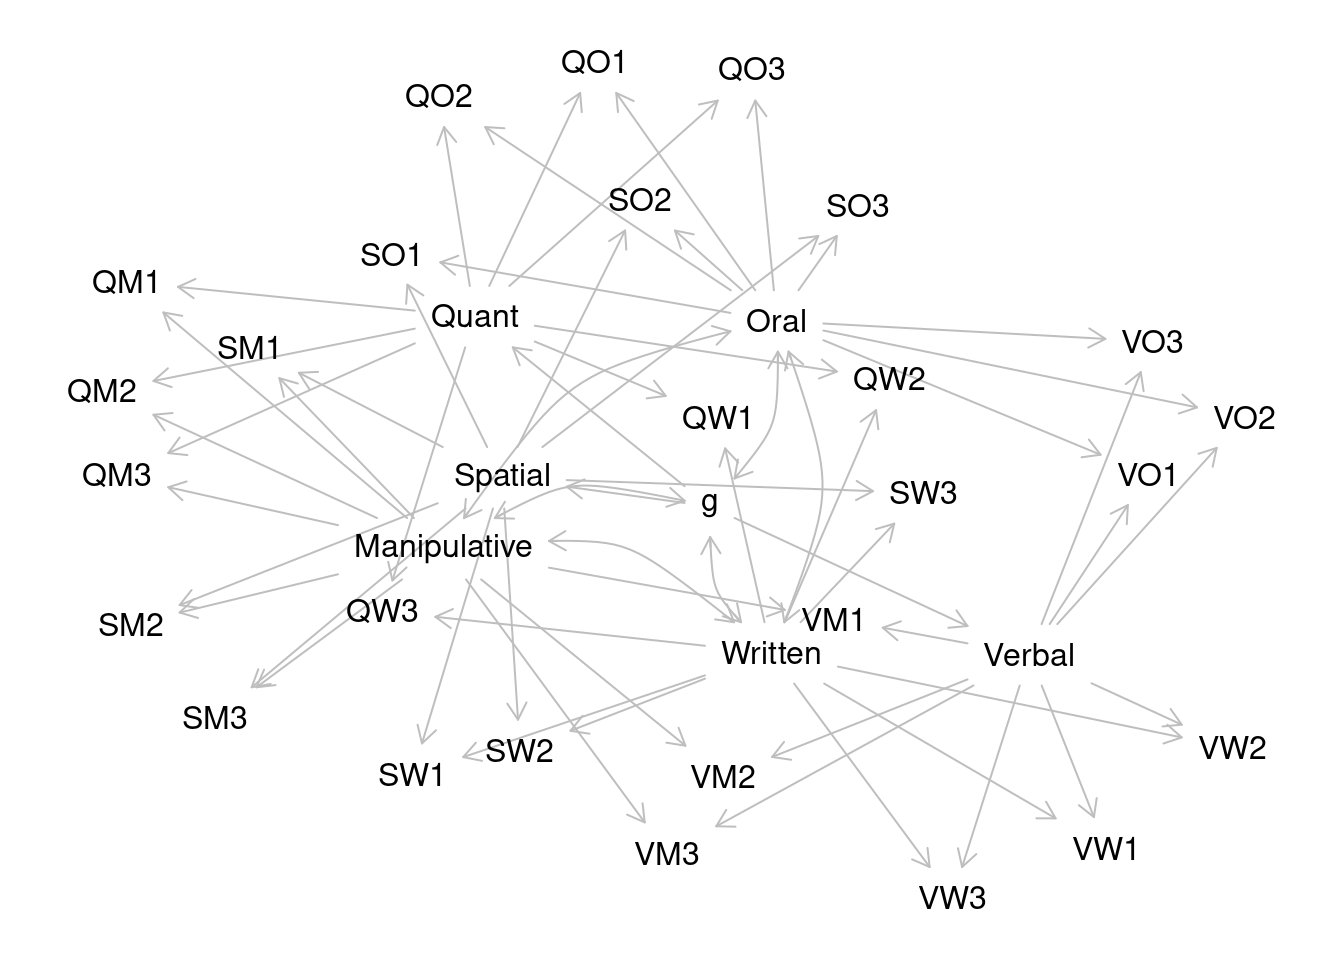 QO1
QO3
QO2
SO2
SO3
SO1
QM1
Quant
Oral
VO3
SM1
QW2
QM2
QW1
VO2
QM3
Spatial
VO1
SW3
g
Manipulative
QW3
VM1
SM2
Written
Verbal
SM3
SW2
VW2
SW1
VM2
VM3
VW1
VW3